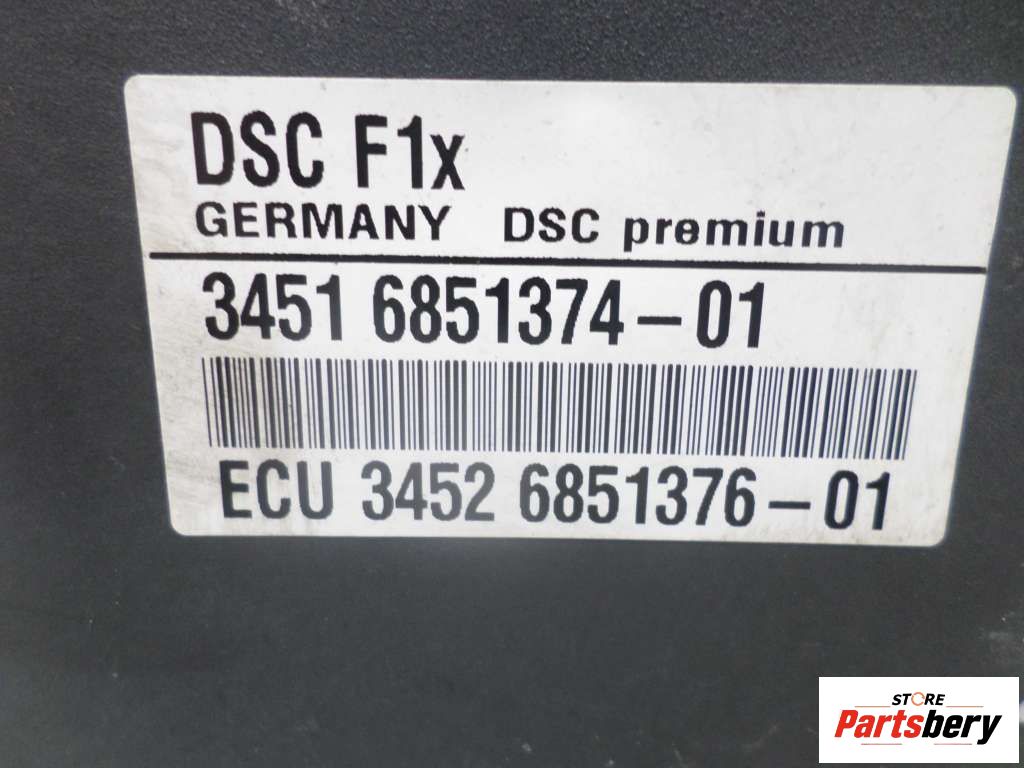 DSC F1x
GERMANY DSC premium
3451 6851374-01
ECU 3452 6851376-01
STORE
Partsbery